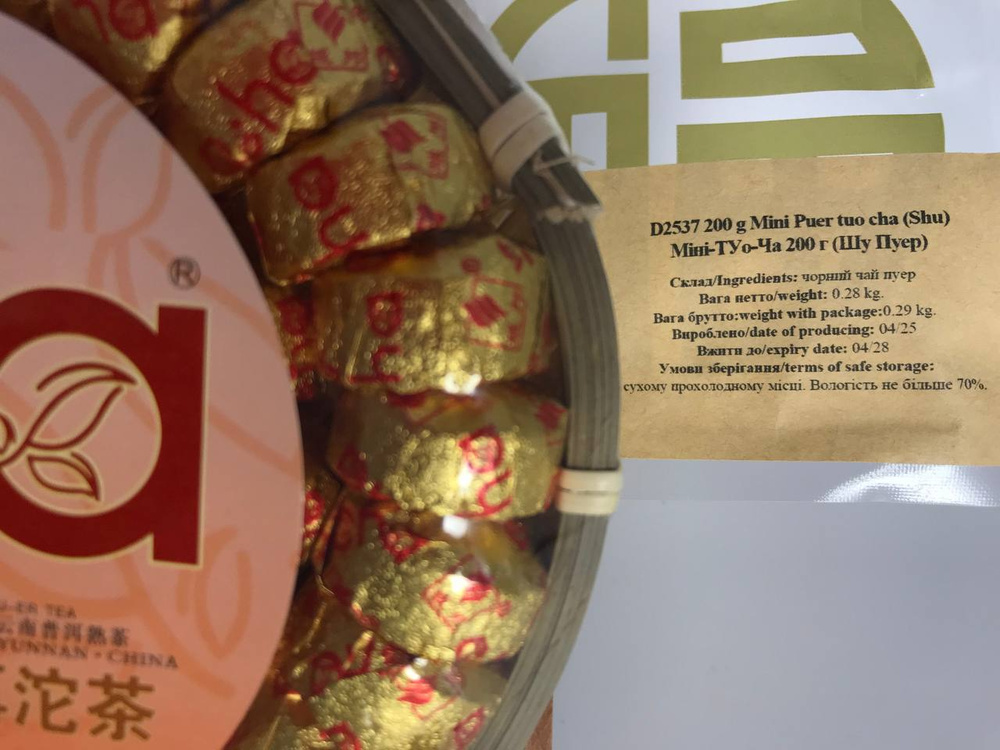 a®
U-ER TEA
云南普洱熟茶
YUNNAN • CHINA
沱茶
D2537 200 g Mini Puer tuo cha (Shu)
Міні-ТУо-Ча 200 г (Шу Пуер)
Склад/Ingredients: чорний чай пуер
Вага нетто/weight: 0.28 kg.
Вага брутто:weight with package:0.29 kg.
Вироблено/date of producing: 04/25
Вжити до/expiry date: 04/28
Умови зберігання/terms of safe storage:
сухому прохолодному місці. Вологість не більше 70%.